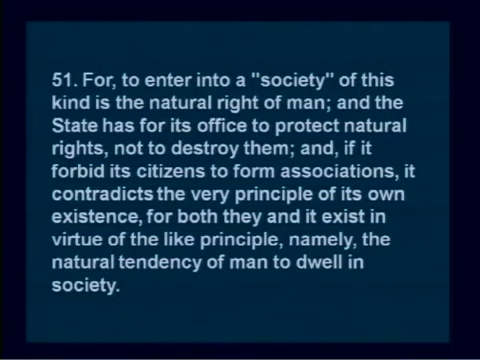 51. For, to enter into a "society" of this
kind is the natural right of man; and the
State has for its office to protect natural
rights, not to destroy them; and, if it
forbid its citizens to form associations, it
contradicts the very principle of its own
existence, for both they and it exist in
virtue of the like principle, namely, the
natural tendency of man to dwell in
society.